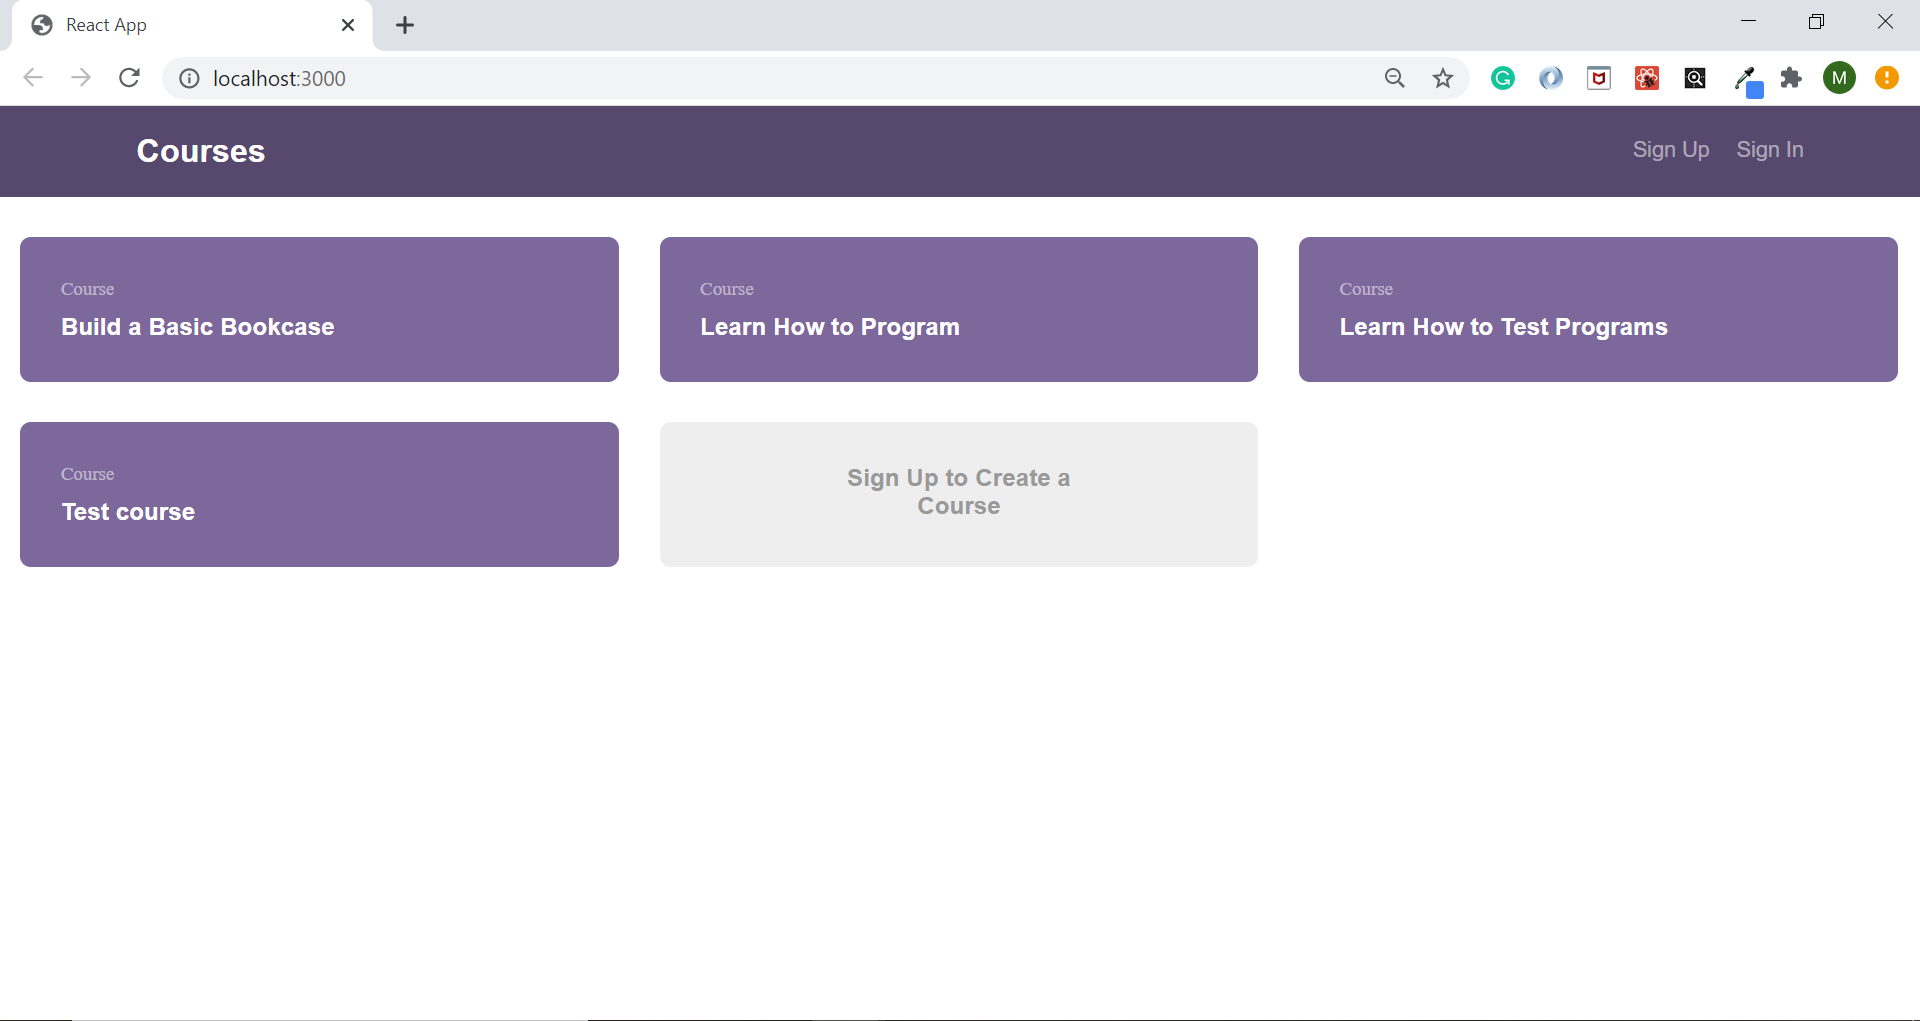 React App
localhost:3000
M
Courses
Sign Up Sign In
Course
Build a Basic Bookcase
Course
Learn How to Program
Course
Learn How to Test Programs
Course
Test course
Sign Up to Create a
Course